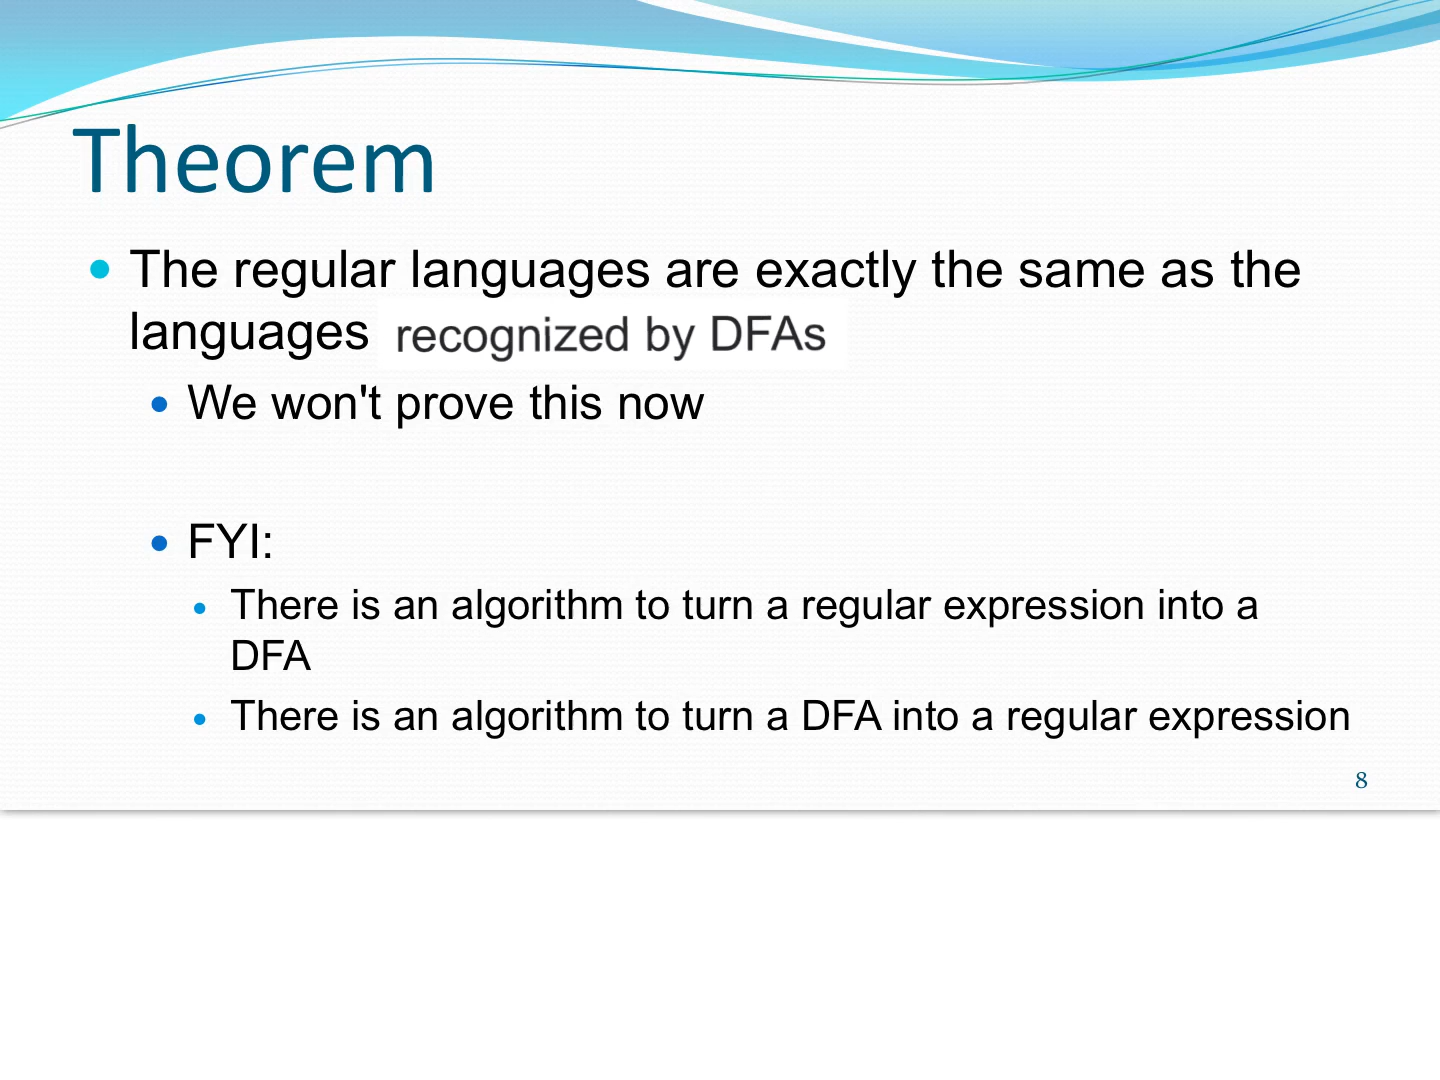 Theorem
The regular languages are exactly the same as the
languages recognized by DFAs
We won't prove this now
FYI:
There is an algorithm to turn a regular expression into a
DFA
There is an algorithm to turn a DFA into a regular expression
8